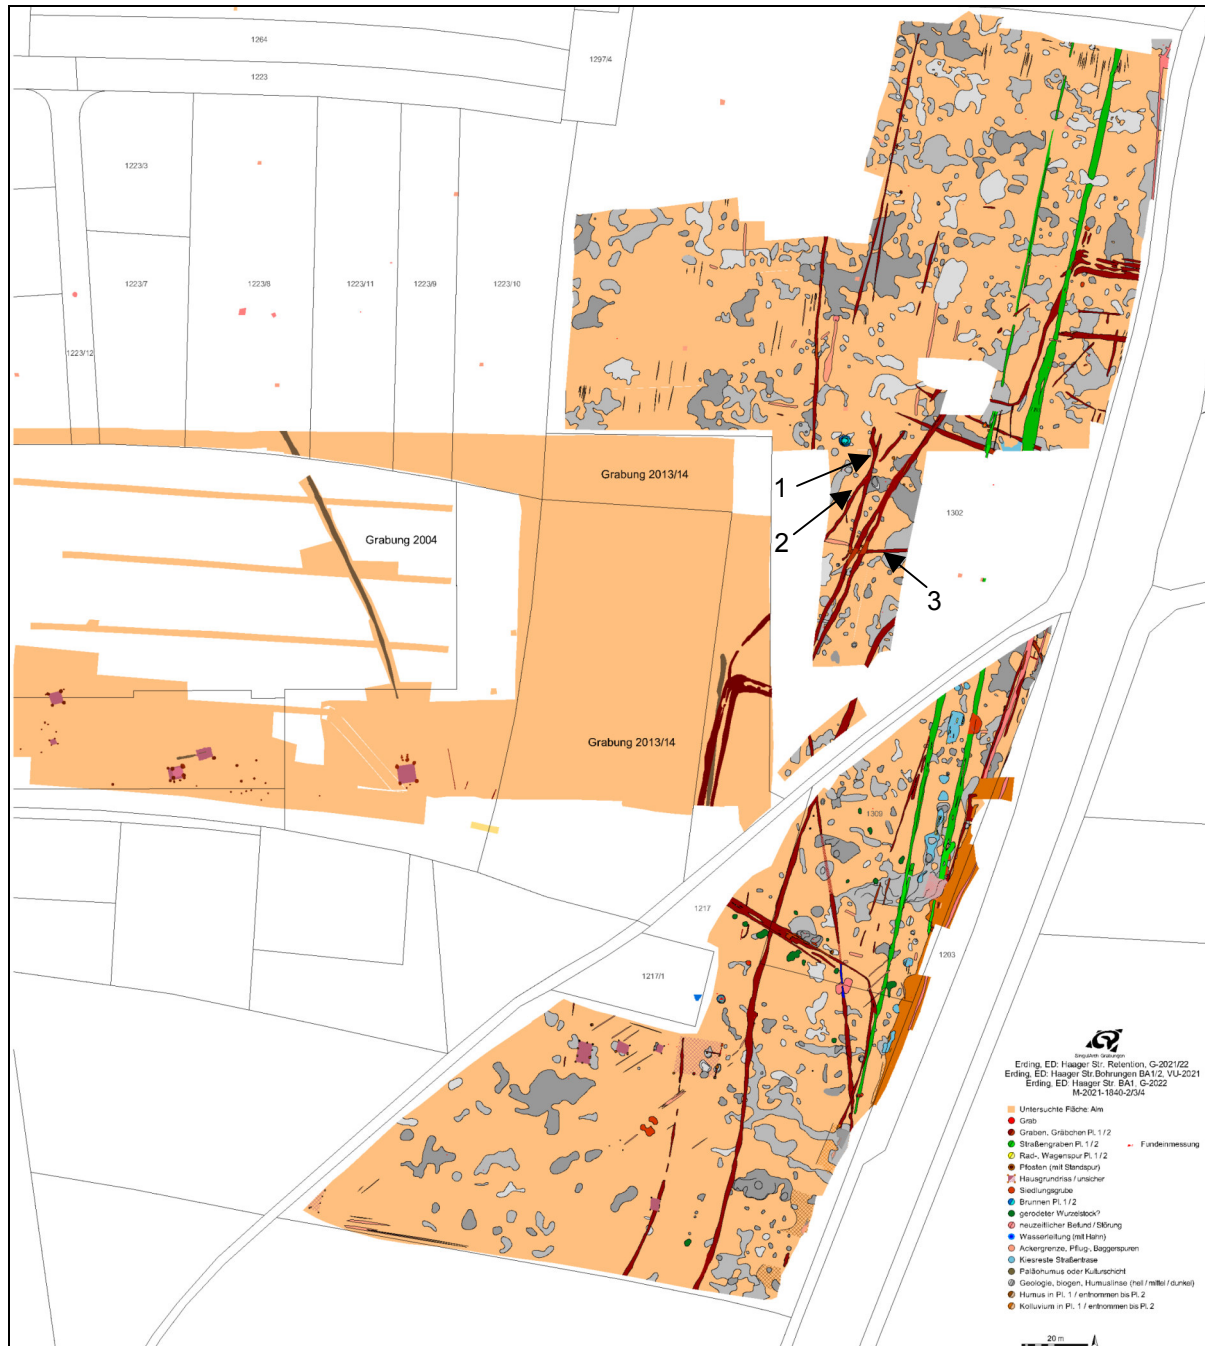 1264
1297/4
1223
1223/3
1223/7
1223/8
1223/11
1223/9
1223/10
1223/12
Grabung 2013/14
1
Grabung 2004
2
1302
3
Grabung 2013/14
1309
1217
1217/1
1203
SingulArch Grabungen
Erding, ED: Haager Str. Retention, G-2021/22
Erding, ED: Haager Str.Bohrungen BA1/2, VU-2021
Erding, ED: Haager Str. BA1, G-2022
M-2021-1840-2/3/4
Untersuchte Fläche: Alm
Grab
Graben, Gräbchen Pl. 1 / 2
Straßengraben Pl. 1 / 2
Fundeinmessung
Rad-, Wagenspur Pl. 1 / 2
Pfosten (mit Standspur)
Hausgrundriss / unsicher
Siedlungsgrube
Brunnen Pl. 1 / 2
gerodeter Wurzelstock?
neuzeitlicher Befund / Störung
Wasserleitung (mit Hahn)
Ackergrenze, Pflug-, Baggerspuren
Kiesreste Straßentrase
Paläohumus oder Kulturschicht
Geologie, biogen, Humuslinse (hell / mittel / dunkel)
Humus in Pl. 1 / entnommen bis Pl. 2
Kolluvium in Pl. 1 / entnommen bis Pl. 2
20 m